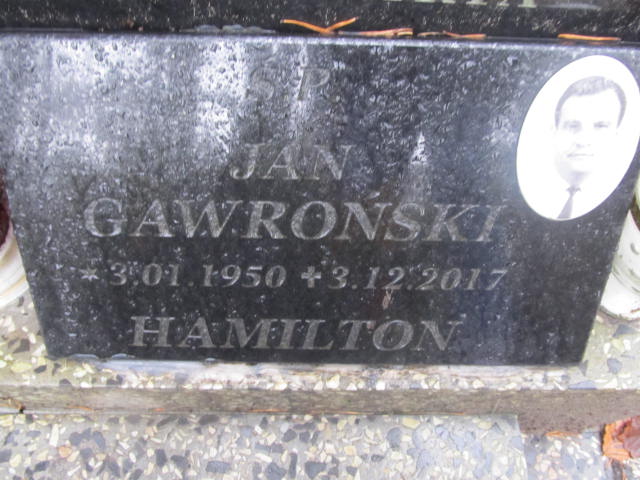 Ś.P.
JAN
GAWROŃSKI
* 3.01.1950 + 3.12.2017
HAMILTON